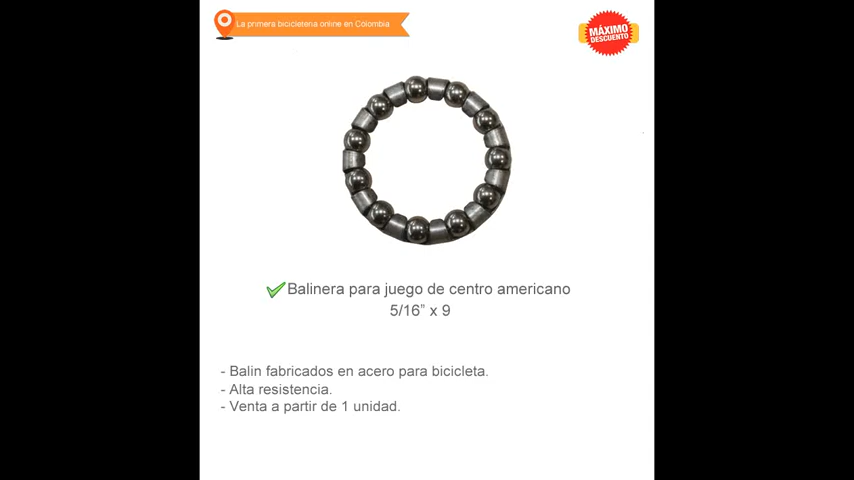 La primera bicicleteria online en Colombia
MÁXIMO
DESCUENTO
Balinera para juego de centro americano
5/16” x 9
- Balin fabricados en acero para bicicleta.
- Alta resistencia.
- Venta a partir de 1 unidad.